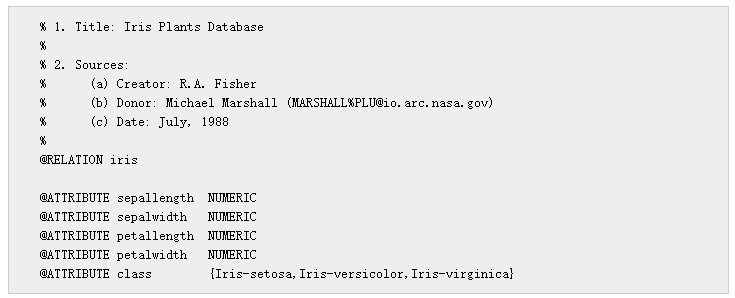 % 1. Title: Iris Plants Database
%
% 2. Sources:
%      (a) Creator: R.A. Fisher
%      (b) Donor: Michael Marshall (MARSHALL%PLU@io.arc.nasa.gov)
%      (c) Date: July, 1988
%
@RELATION iris

@ATTRIBUTE sepallength  NUMERIC
@ATTRIBUTE sepalwidth   NUMERIC
@ATTRIBUTE petallength  NUMERIC
@ATTRIBUTE petalwidth   NUMERIC
@ATTRIBUTE class        {Iris-setosa,Iris-versicolor,Iris-virginica}